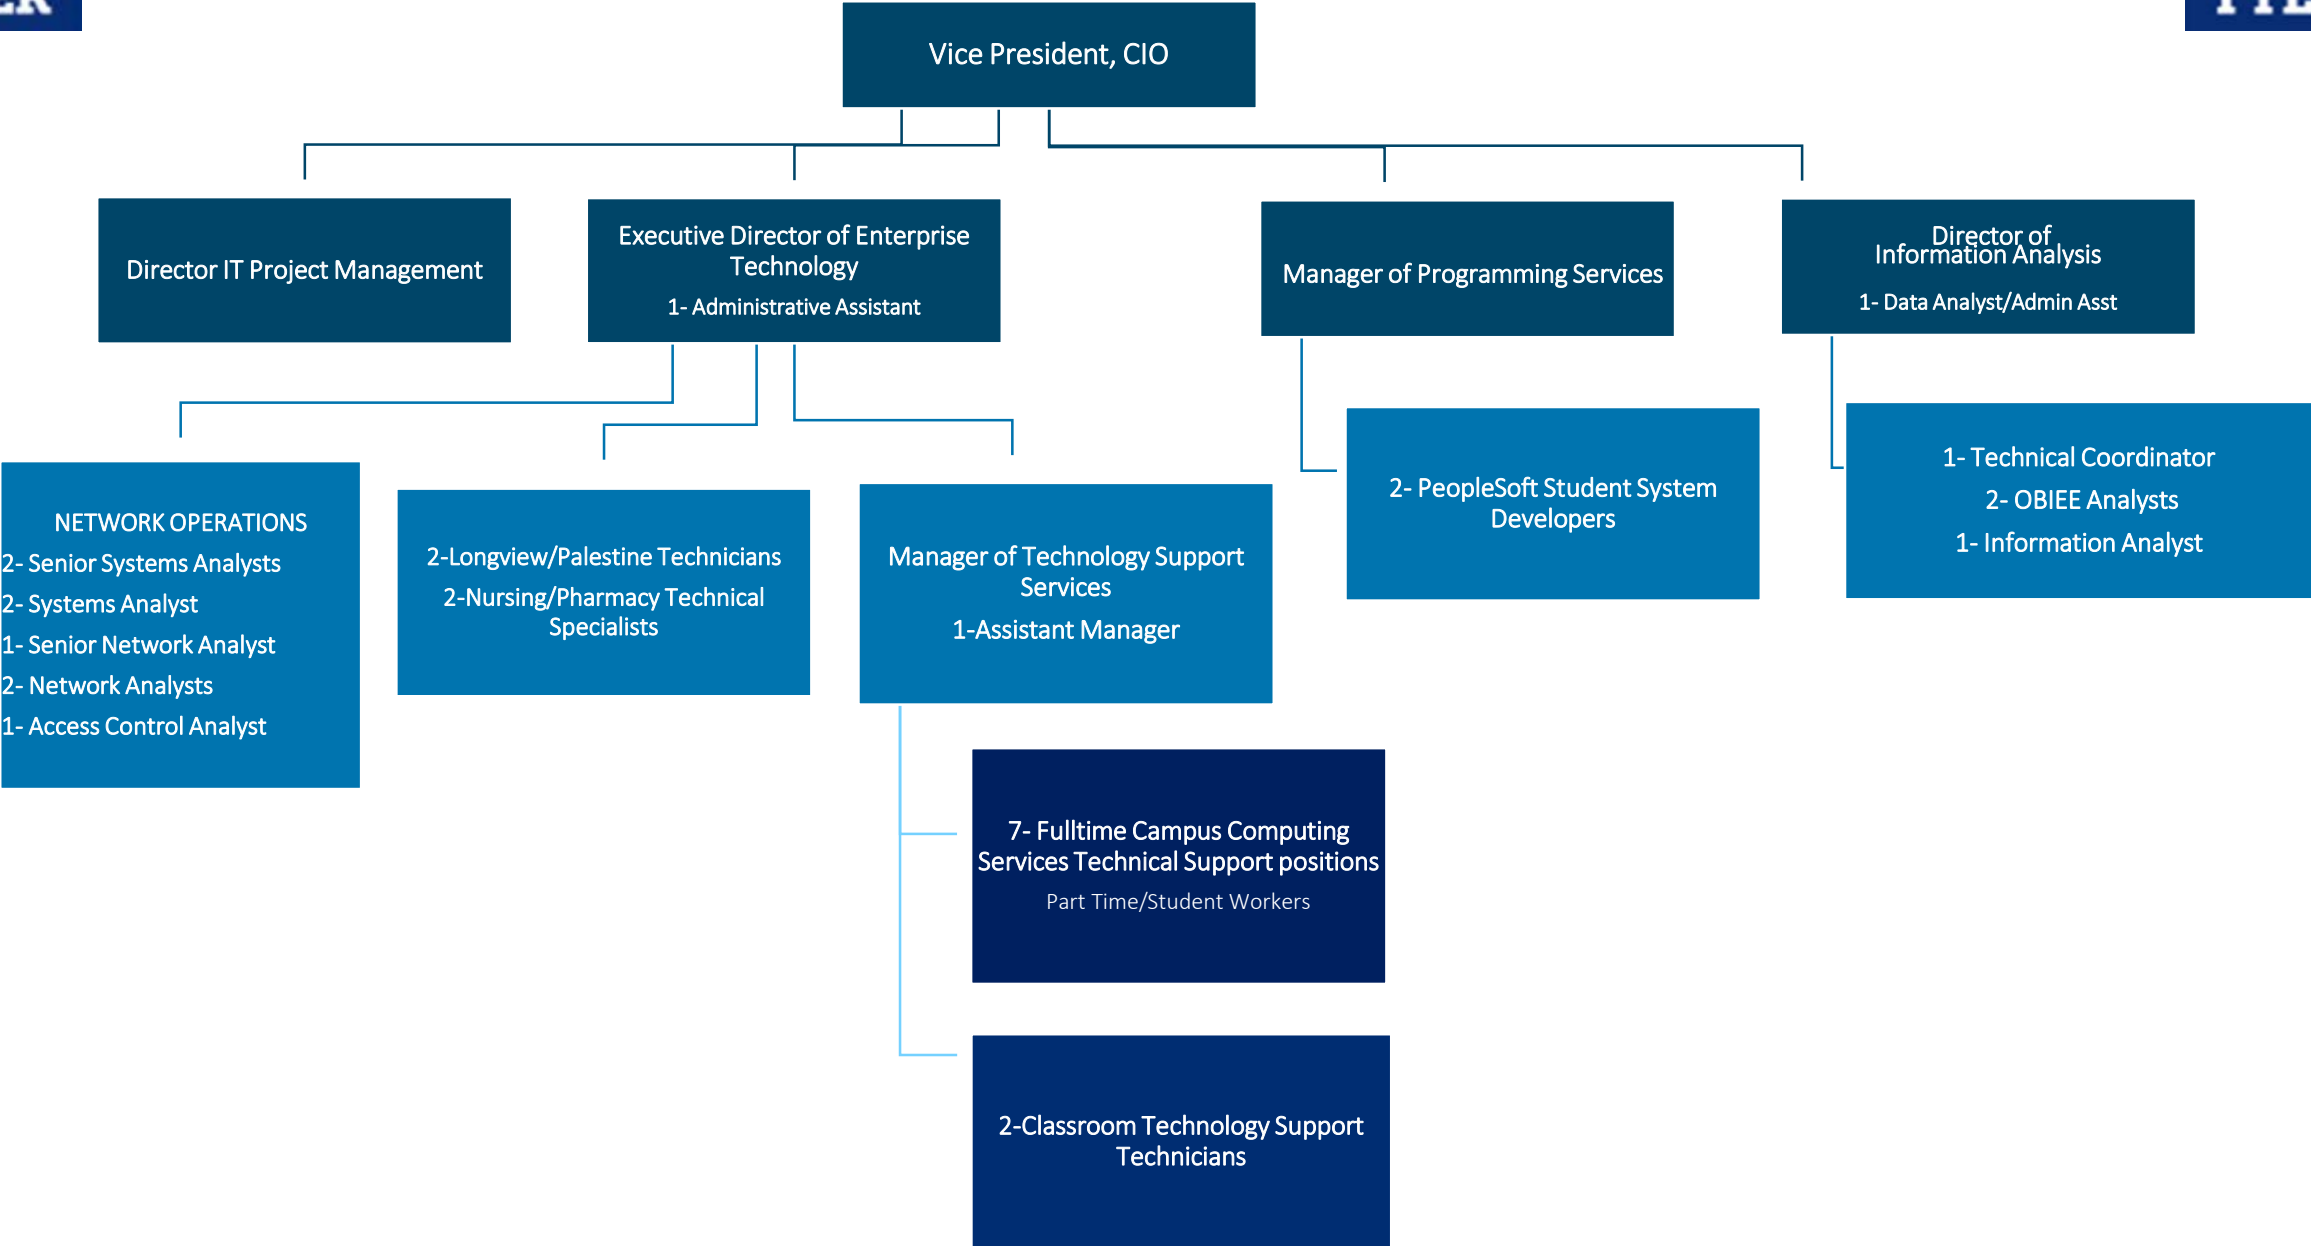 Vice President, CIO
Director IT Project Management
Executive Director of Enterprise
Technology
1- Administrative Assistant
Manager of Programming Services
Director of
Information Analysis
1- Data Analyst/Admin Asst
NETWORK OPERATIONS
2- Senior Systems Analysts
2- Systems Analyst
1- Senior Network Analyst
2- Network Analysts
1- Access Control Analyst
2-Longview/Palestine Technicians
2-Nursing/Pharmacy Technical
Specialists
Manager of Technology Support
Services
1-Assistant Manager
2- PeopleSoft Student System
Developers
1- Technical Coordinator
2- OBIEE Analysts
1- Information Analyst
7- Fulltime Campus Computing
Services Technical Support positions
Part Time/Student Workers
2-Classroom Technology Support
Technicians